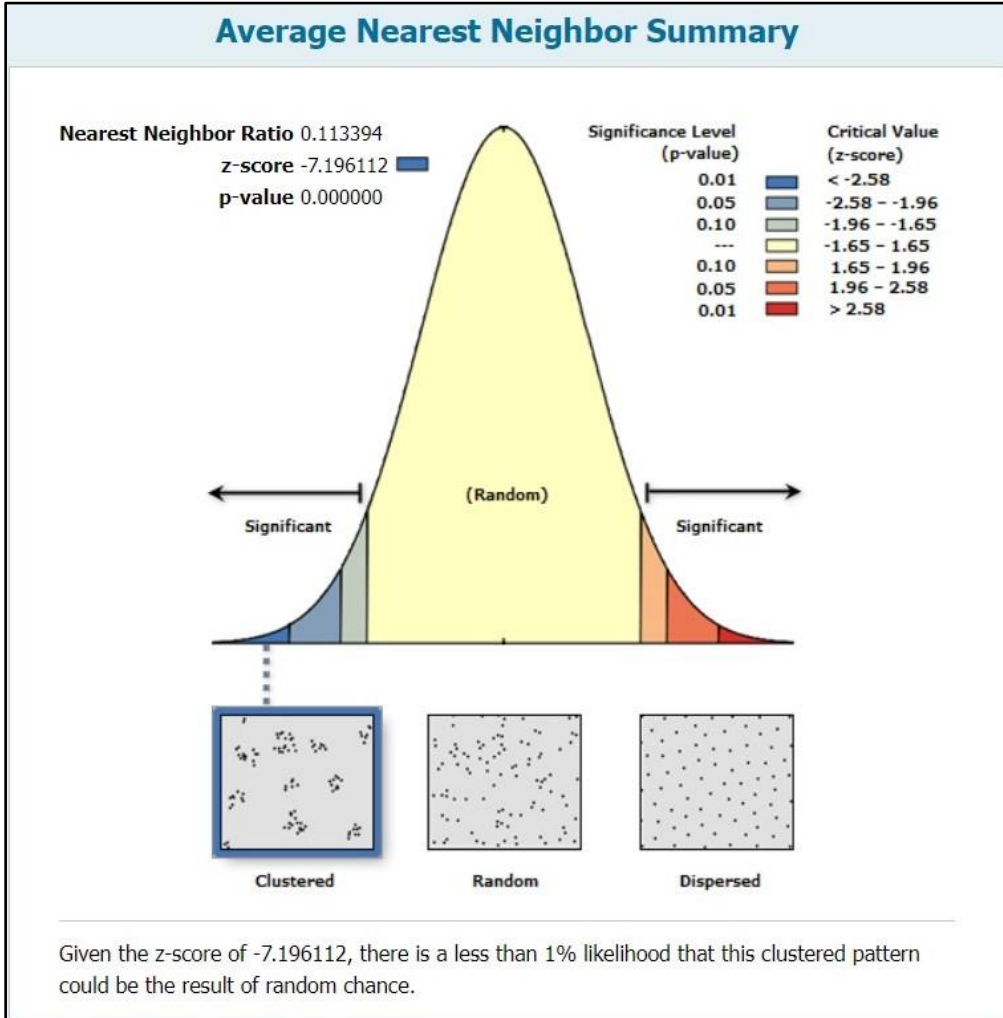 Average Nearest Neighbor Summary
Nearest Neighbor Ratio 0.113394
z-score -7.196112
p-value 0.000000
Significance Level Critical Value
(p-value) (z-score)
0.01 < -2.58
0.05 -2.58 – -1.96
0.10 -1.96 – -1.65
--- -1.65 – 1.65
0.10 1.65 – 1.96
0.05 1.96 – 2.58
0.01 > 2.58
(Random)
Significant Significant
Clustered Random Dispersed
Given the z-score of -7.196112, there is a less than 1% likelihood that this clustered pattern
could be the result of random chance.